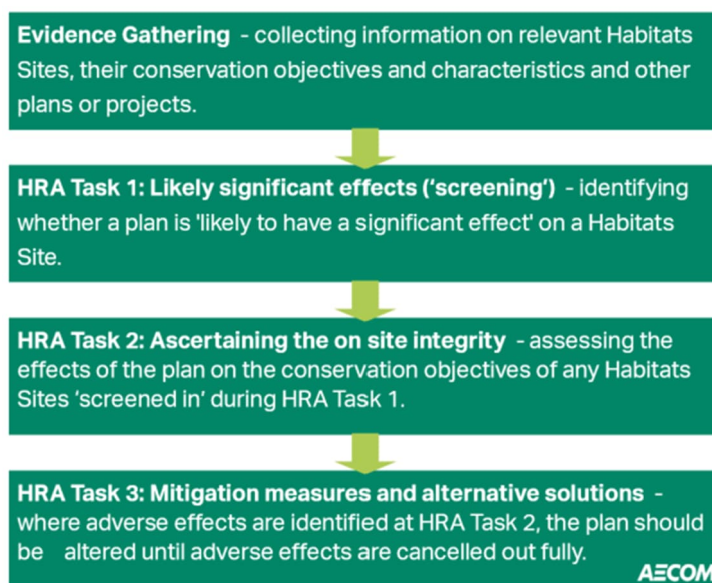 Evidence Gathering - collecting information on relevant Habitats
Sites, their conservation objectives and characteristics and other
plans or projects.
HRA Task 1: Likely significant effects (‘screening’) - identifying
whether a plan is 'likely to have a significant effect' on a Habitats
Site.
HRA Task 2: Ascertaining the on site integrity - assessing the
effects of the plan on the conservation objectives of any Habitats
Sites ‘screened in’ during HRA Task 1.
HRA Task 3: Mitigation measures and alternative solutions -
where adverse effects are identified at HRA Task 2, the plan should
be altered until adverse effects are cancelled out fully.
AECOM